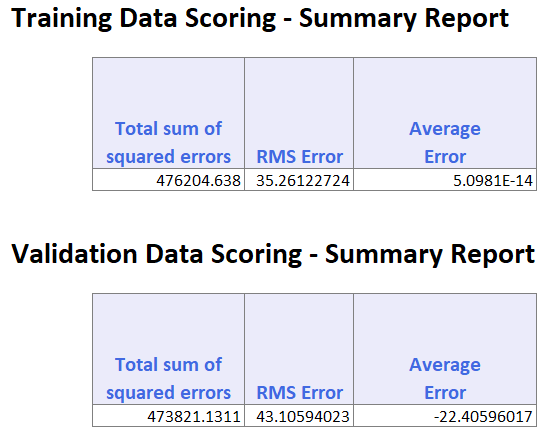 Training Data Scoring - Summary Report
Total sum of squared errors RMS Error Average Error
476204.638 35.26122724 5.0981E-14
Validation Data Scoring - Summary Report
Total sum of squared errors RMS Error Average Error
473821.1311 43.10594023 -22.40596017